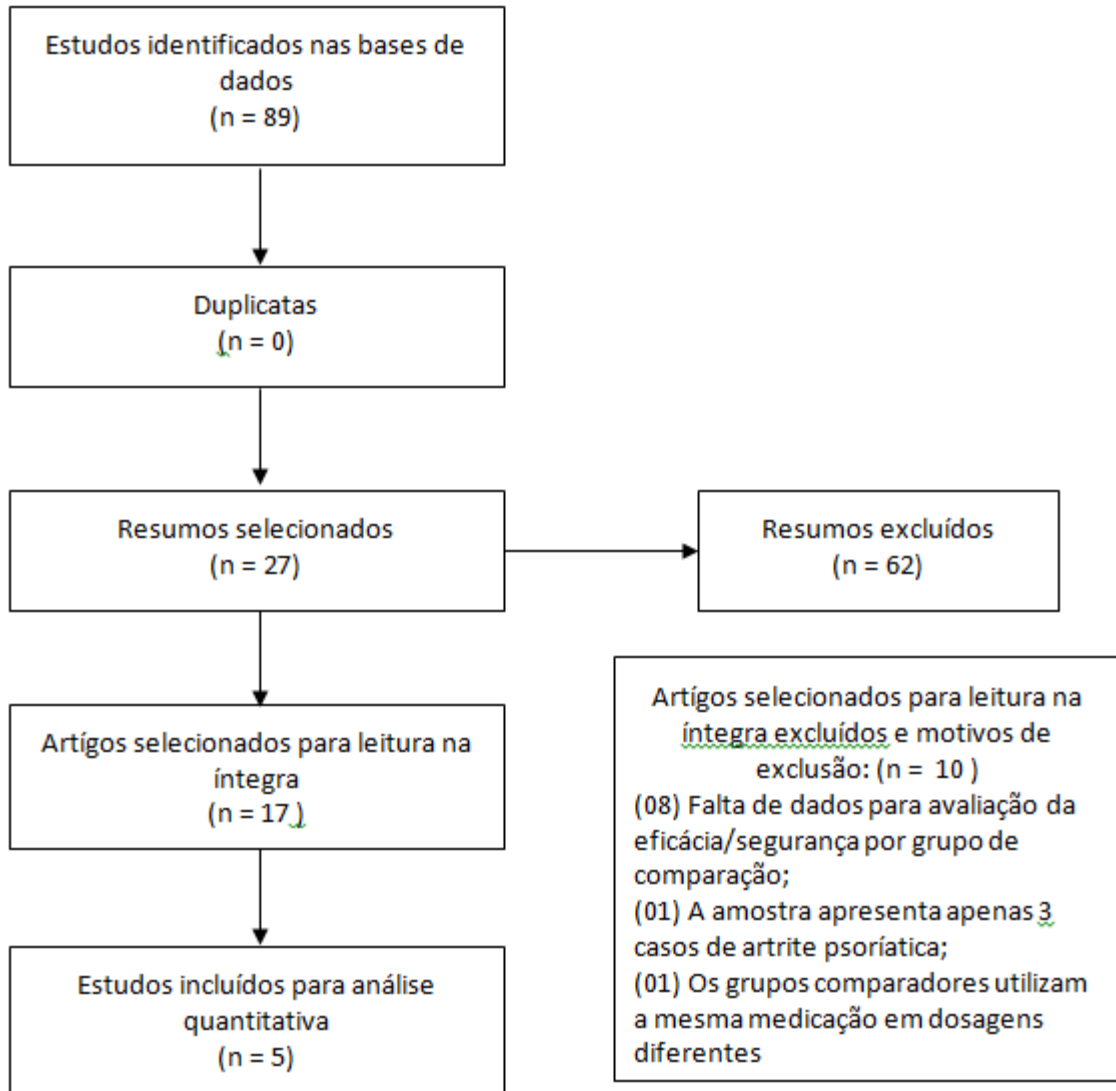 Estudos identificados nas bases de
dados
(n = 89)
Duplicatas
(n = 0)
Resumos selecionados
(n = 27)
Resumos excluídos
(n = 62)
Artígos selecionados para leitura na
íntegra
(n = 17 )
Artígos selecionados para leitura na
íntegra excluídos e motivos de
exclusão: (n = 10 )
(08) Falta de dados para avaliação da
eficácia/segurança por grupo de
comparação;
(01) A amostra apresenta apenas 3
casos de artrite psoríatica;
(01) Os grupos comparadores utilizam
a mesma medicação em dosagens
diferentes
Estudos incluídos para análise
quantitativa
(n = 5)